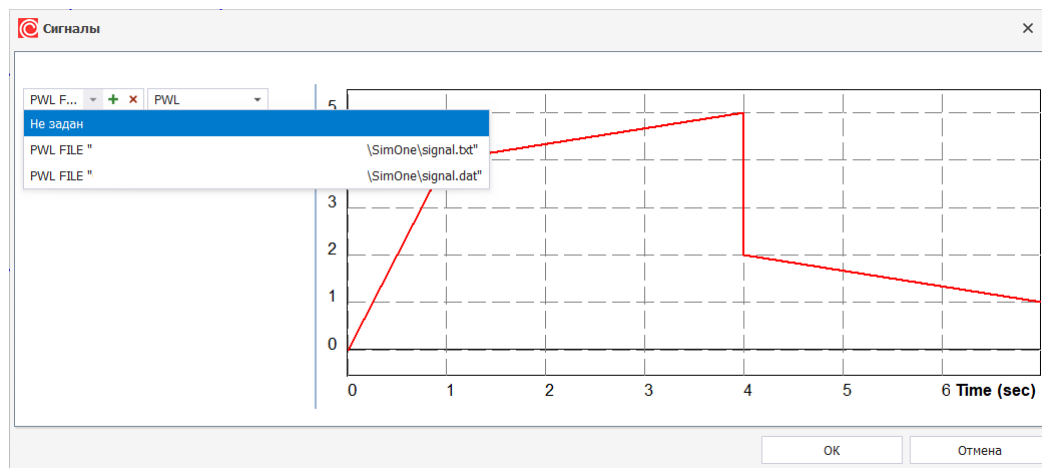 Сигналы
PWL F... PWL
Не задан
PWL FILE " \SimOne\signal.txt"
PWL FILE " \SimOne\signal.dat"
5
3
2
1
0
0 1 2 3 4 5 6 Time (sec)
OK Отмена